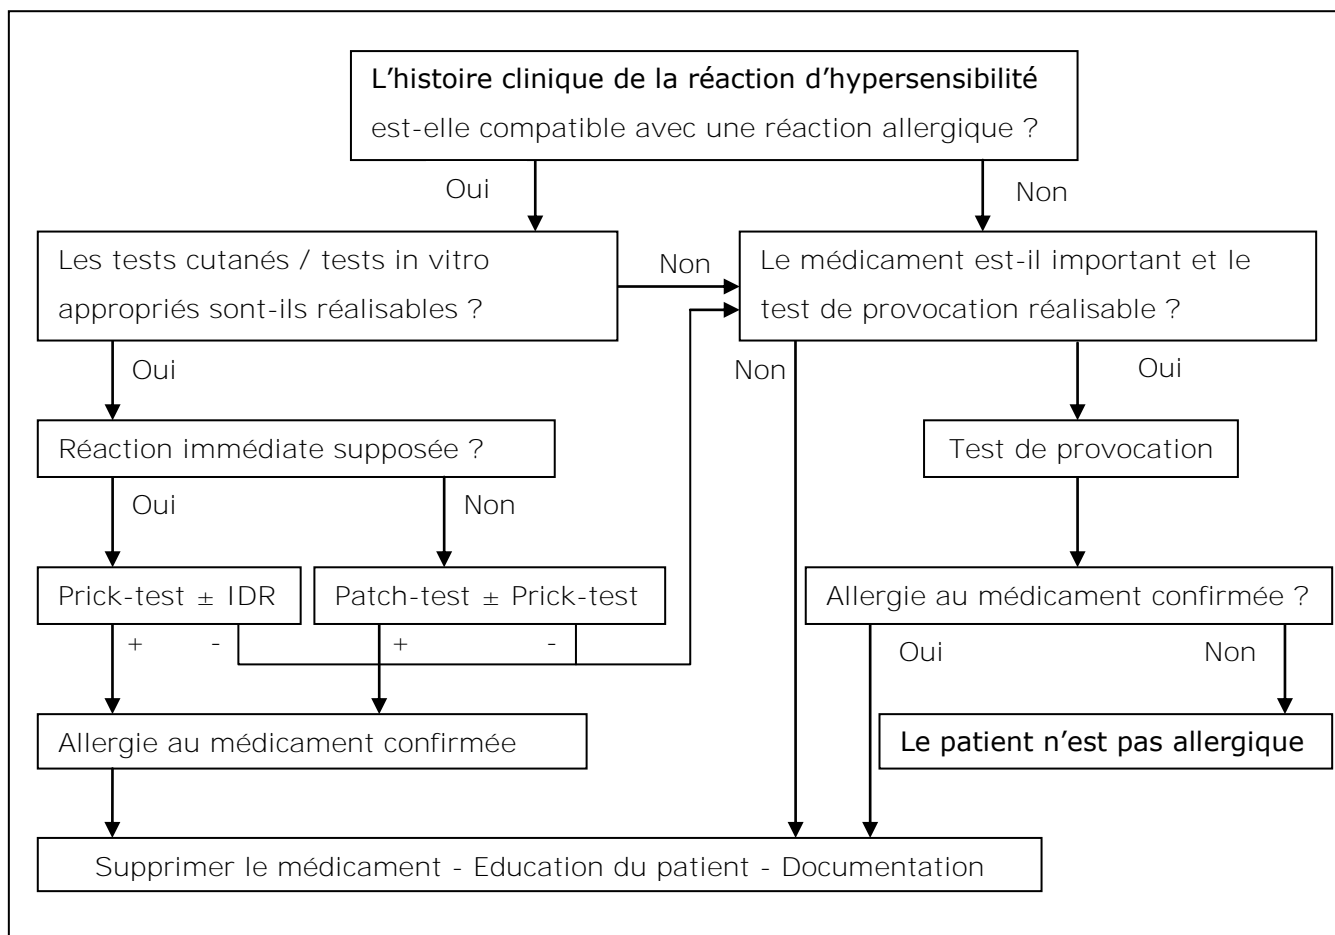 L’histoire clinique de la réaction d’hypersensibilité
est-elle compatible avec une réaction allergique ?
Oui
Non
Les tests cutanés / tests in vitro
appropriés sont-ils réalisables ?
Non
Le médicament est-il important et le
test de provocation réalisable ?
Oui
Non
Oui
Réaction immédiate supposée ?
Test de provocation
Oui
Non
Prick-test ± IDR
Patch-test ± Prick-test
Allergie au médicament confirmée ?
+
-
+
-
Oui
Non
Allergie au médicament confirmée
Le patient n’est pas allergique
Supprimer le médicament - Education du patient - Documentation